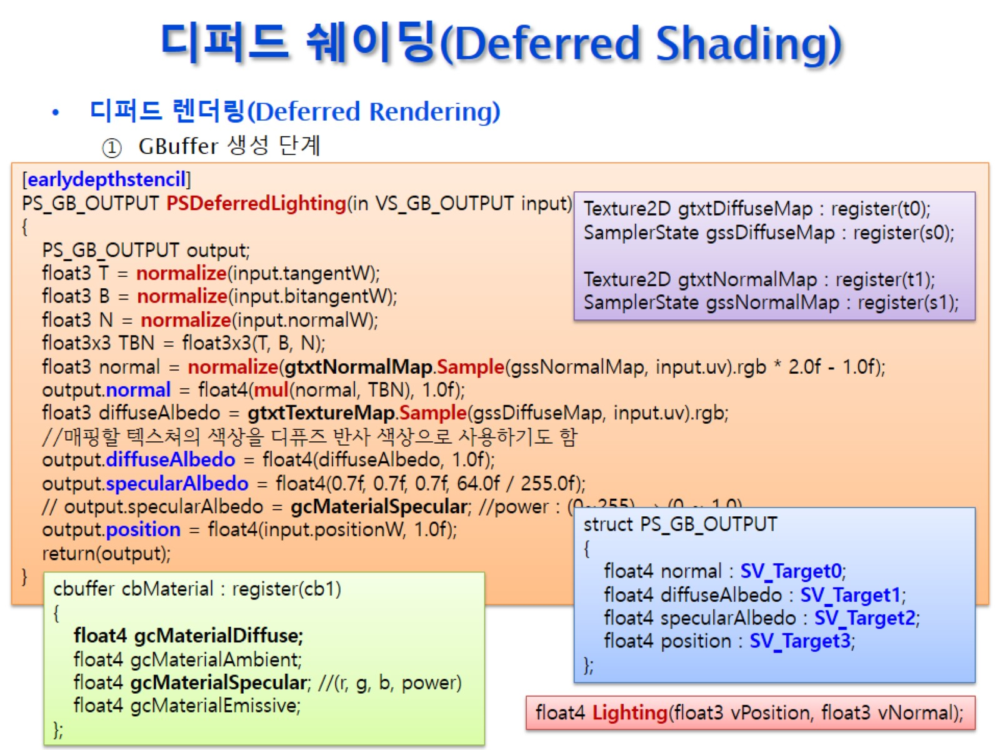 디퍼드 쉐이딩(Deferred Shading)
• 디퍼드 렌더링(Deferred Rendering)
① GBuffer 생성 단계
[earlydepthstencil]
PS_GB_OUTPUT PSDeferredLighting(in VS_GB_OUTPUT input)
{
PS_GB_OUTPUT output;
float3 T = normalize(input.tangentW);
float3 B = normalize(input.bitangentW);
float3 N = normalize(input.normalW);
float3x3 TBN = float3x3(T, B, N);
float3 normal = normalize(gtxtNormalMap.Sample(gssNormalMap, input.uv).rgb * 2.0f - 1.0f);
output.normal = float4(mul(normal, TBN), 1.0f);
float3 diffuseAlbedo = gtxtTextureMap.Sample(gssDiffuseMap, input.uv).rgb;
//매핑할 텍스쳐의 색상을 디퓨즈 반사 색상으로 사용하기도 함
output.diffuseAlbedo = float4(diffuseAlbedo, 1.0f);
output.specularAlbedo = float4(0.7f, 0.7f, 0.7f, 64.0f / 255.0f);
// output.specularAlbedo = gcMaterialSpecular; //power : (0~255) → (0 ~ 1.0)
output.position = float4(input.positionW, 1.0f);
return(output);
}
Texture2D gtxtDiffuseMap : register(t0);
SamplerState gssDiffuseMap : register(s0);
Texture2D gtxtNormalMap : register(t1);
SamplerState gssNormalMap : register(s1);
cbuffer cbMaterial : register(cb1)
{
float4 gcMaterialDiffuse;
float4 gcMaterialAmbient;
float4 gcMaterialSpecular; //(r, g, b, power)
float4 gcMaterialEmissive;
};
struct PS_GB_OUTPUT
{
float4 normal : SV_Target0;
float4 diffuseAlbedo : SV_Target1;
float4 specularAlbedo : SV_Target2;
float4 position : SV_Target3;
};
float4 Lighting(float3 vPosition, float3 vNormal);